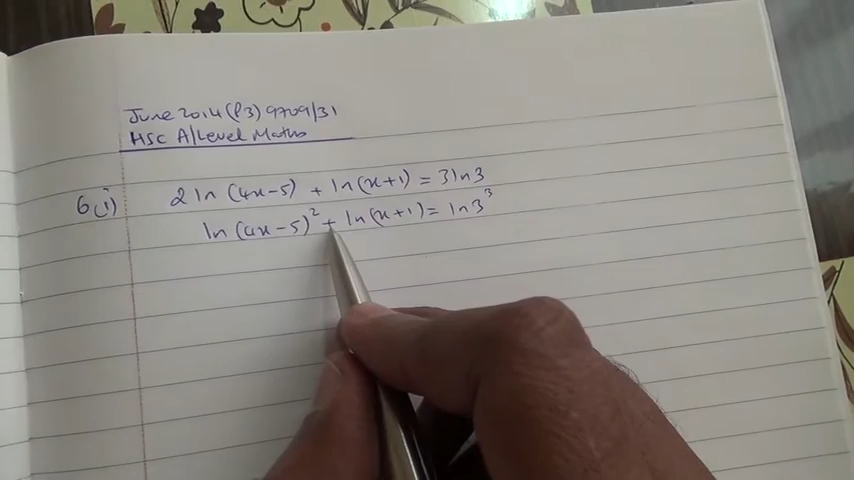 June 2014 (P3) 9709/31
HSC A/Level Maths
6(i) 2 ln (4x-5) + ln(x+1) = 3ln3
ln (4x-5)² + ln(x+1) = ln3³